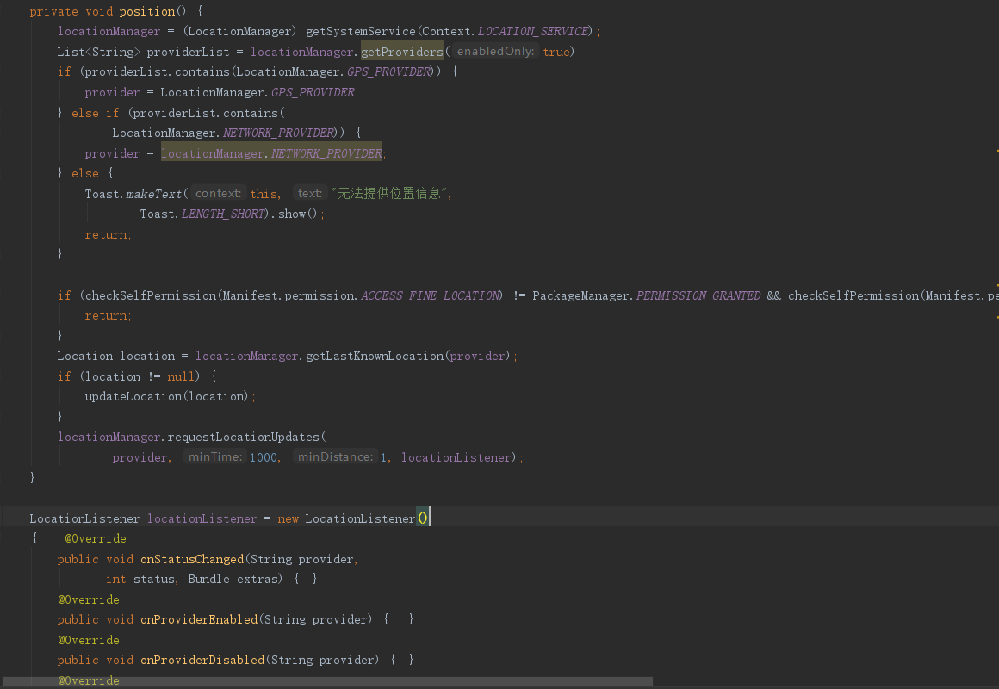 private void position() {
locationManager = (LocationManager) getSystemService(Context.LOCATION_SERVICE);
List<String> providerList = locationManager.getProviders( enabledOnly: true);
if (providerList.contains(LocationManager.GPS_PROVIDER)) {
provider = LocationManager.GPS_PROVIDER;
} else if (providerList.contains(
LocationManager.NETWORK_PROVIDER)) {
provider = locationManager.NETWORK_PROVIDER;
} else {
Toast.makeText( context: this, text: "无法提供位置信息",
Toast.LENGTH_SHORT).show();
return;
}
if (checkSelfPermission(Manifest.permission.ACCESS_FINE_LOCATION) != PackageManager.PERMISSION_GRANTED && checkSelfPermission(Manifest.pe
return;
}
Location location = locationManager.getLastKnownLocation(provider);
if (location != null) {
updateLocation(location);
}
locationManager.requestLocationUpdates(
provider, minTime: 1000, minDistance: 1, locationListener);
}
LocationListener locationListener = new LocationListener()
{ @Override
public void onStatusChanged(String provider,
int status, Bundle extras) { }
@Override
public void onProviderEnabled(String provider) { }
@Override
public void onProviderDisabled(String provider) { }
@Override